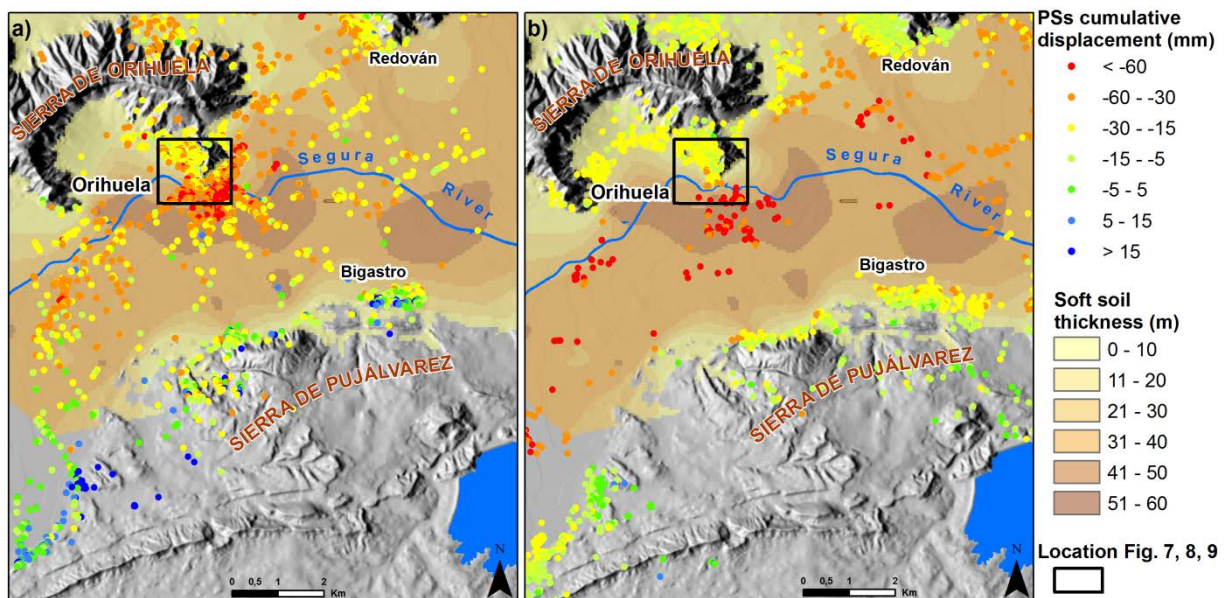 a)
SIERRA DE ORIHUELA
Redován
Segura
River
Orihuela
Bigastro
SIERRA DE PUJÁLVAREZ
N
0 0,5 1 2
Km
b)
SIERRA DE ORIHUELA
Redován
Segura
River
Orihuela
Bigastro
SIERRA DE PUJÁLVAREZ
N
0 0,5 1 2
Km
PSs cumulative
displacement (mm)
< -60
-60 - -30
-30 - -15
-15 - -5
-5 - 5
5 - 15
> 15
Soft soil
thickness (m)
0 - 10
11 - 20
21 - 30
31 - 40
41 - 50
51 - 60
Location Fig. 7, 8, 9